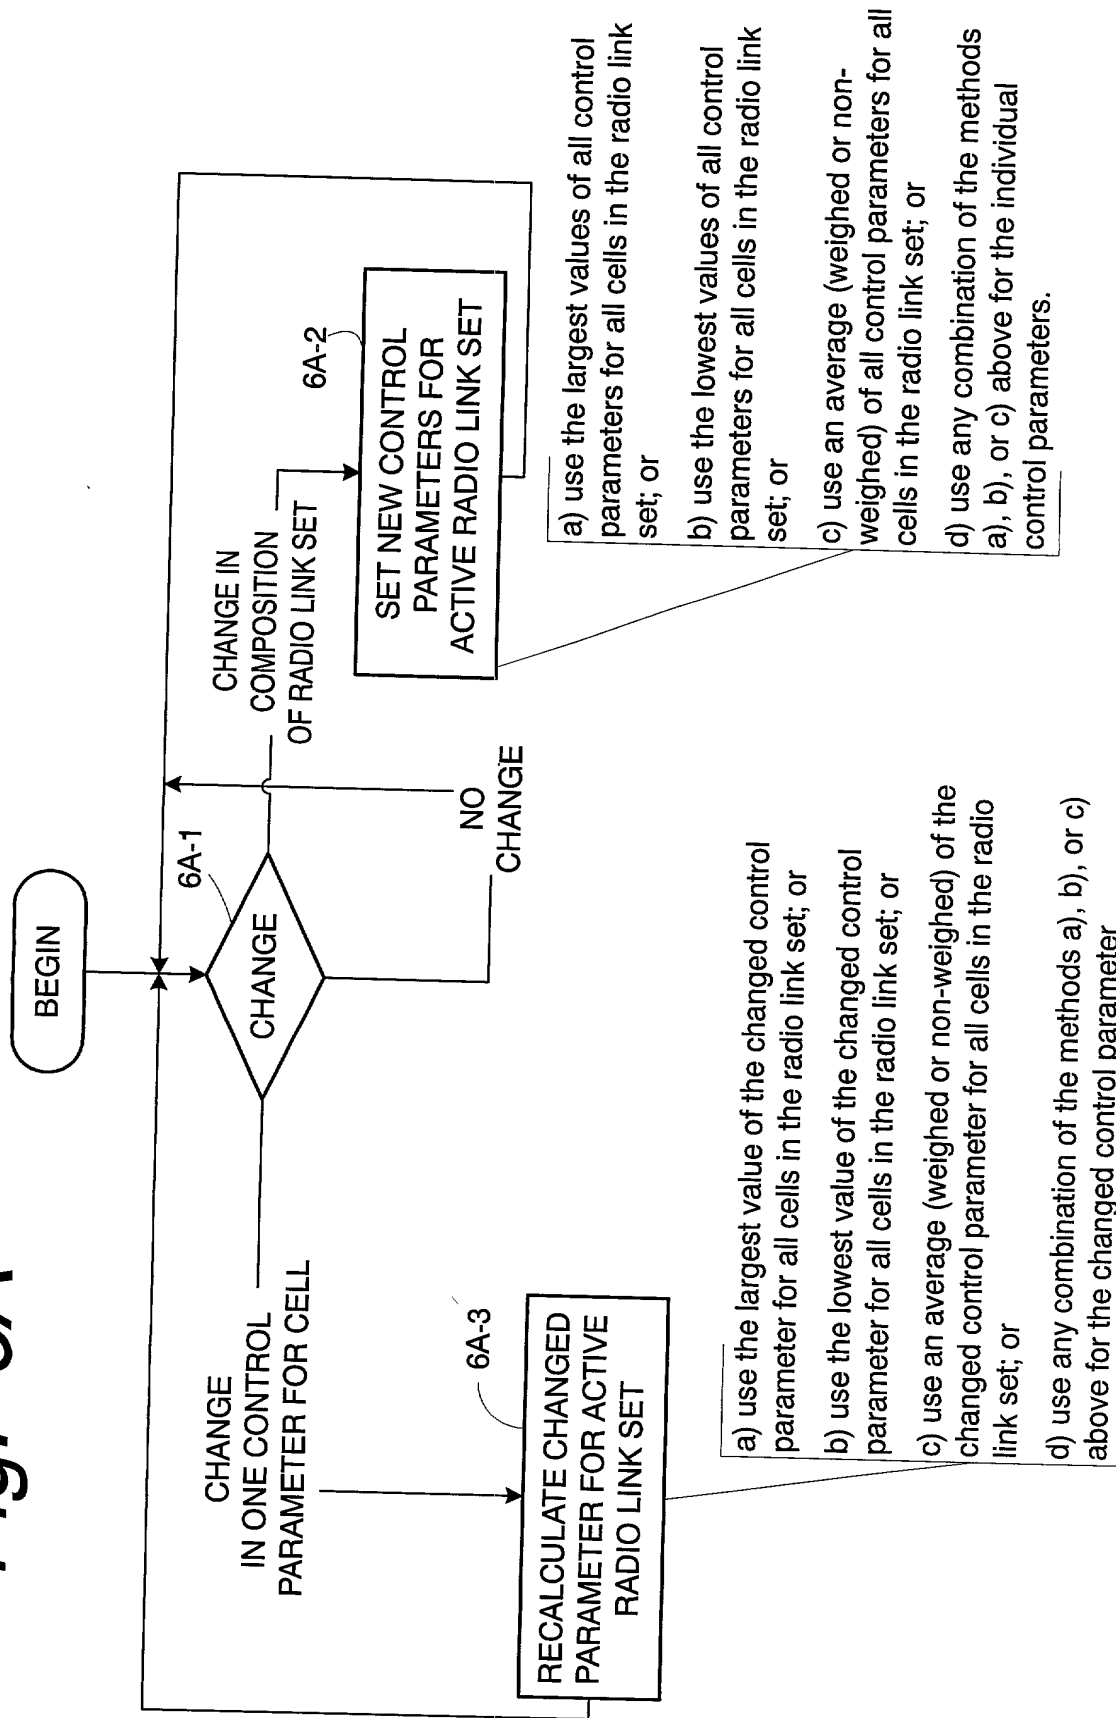 Fig. 6A
BEGIN
6A-1
CHANGE
CHANGE
IN ONE CONTROL
PARAMETER FOR CELL
NO
CHANGE
CHANGE IN
COMPOSITION
OF RADIO LINK SET
6A-2
SET NEW CONTROL
PARAMETERS FOR
ACTIVE RADIO LINK SET
6A-3
RECALCULATE CHANGED
PARAMETER FOR ACTIVE
RADIO LINK SET
a) use the largest values of all control
parameters for all cells in the radio link
set; or
b) use the lowest values of all control
parameters for all cells in the radio link
set; or
c) use an average (weighed or non-
weighed) of all control parameters for all
cells in the radio link set; or
d) use any combination of the methods
a), b), or c) above for the individual
control parameters.
a) use the largest value of the changed control
parameter for all cells in the radio link set; or
b) use the lowest value of the changed control
parameter for all cells in the radio link set; or
c) use an average (weighed or non-weighed) of the
changed control parameter for all cells in the radio
link set; or
d) use any combination of the methods a), b), or c)
above for the changed control parameter